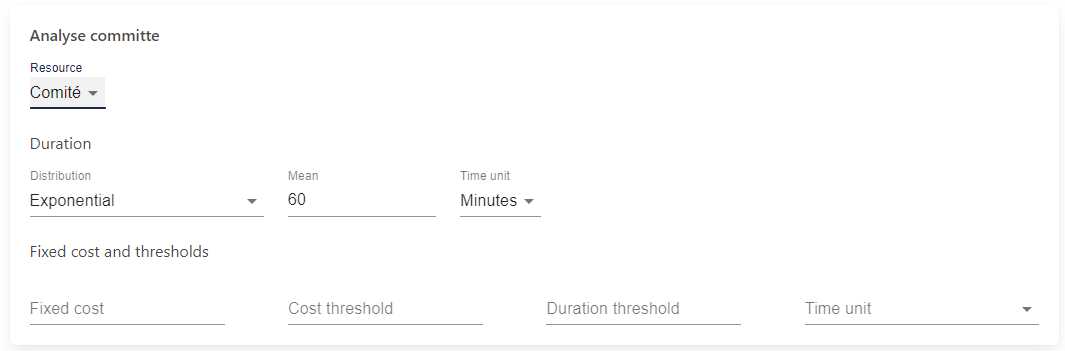 Analyse committe
Resource
Comité
Duration
Distribution Mean Time unit
Exponential 60 Minutes
Fixed cost and thresholds
Fixed cost Cost threshold Duration threshold Time unit